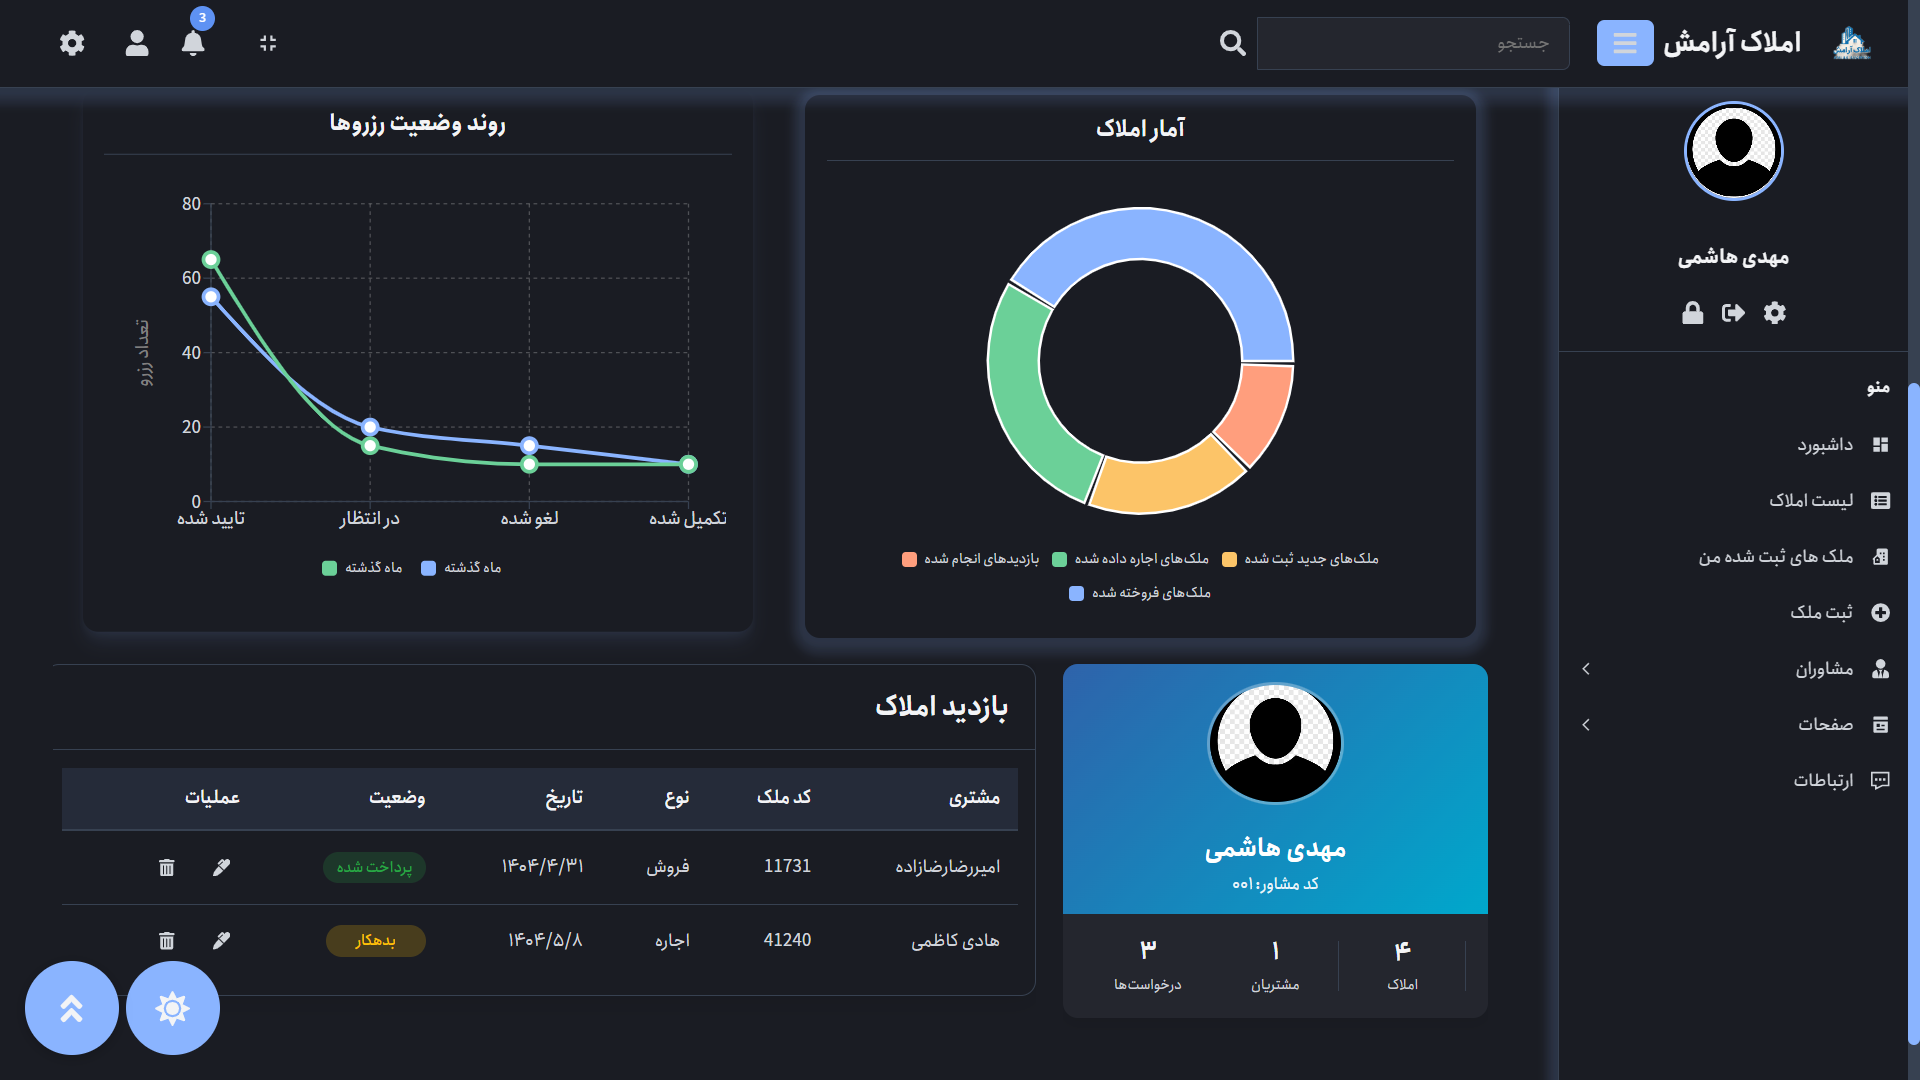 املاک آرامش
جستجو
3
مهدی هاشمی
منو
داشبورد
لیست املاک
ملک های ثبت شده من
ثبت ملک
مشاوران
صفحات
ارتباطات
آمار املاک
ملک‌های جدید ثبت شده
ملک‌های اجاره داده شده
بازدیدهای انجام شده
ملک‌های فروخته شده
روند وضعیت رزروها
80
60
40
20
0
تعداد رزرو
تایید شده
در انتظار
لغو شده
تکمیل شده
ماه گذشته
ماه گذشته
مهدی هاشمی
کد مشاور: ۰۰۱
۴
املاک
۱
مشتریان
۳
درخواست‌ها
بازدید املاک
مشتری کد ملک نوع تاریخ وضعیت عملیات
امیررضارضازاده 11731 فروش ۱۴۰۴/۴/۳۱ پرداخت شده
هادی کاظمی 41240 اجاره ۱۴۰۴/۵/۸ بدهکار